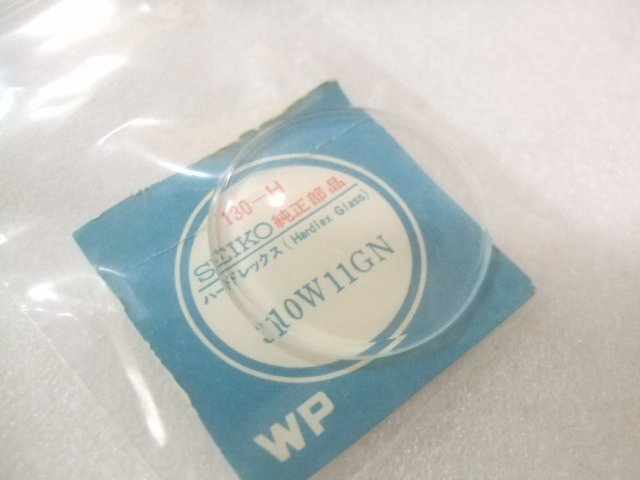 130-H
SEIKO 純正部品
ハードレックス (Hardlex Glass)
310W11GN
WP